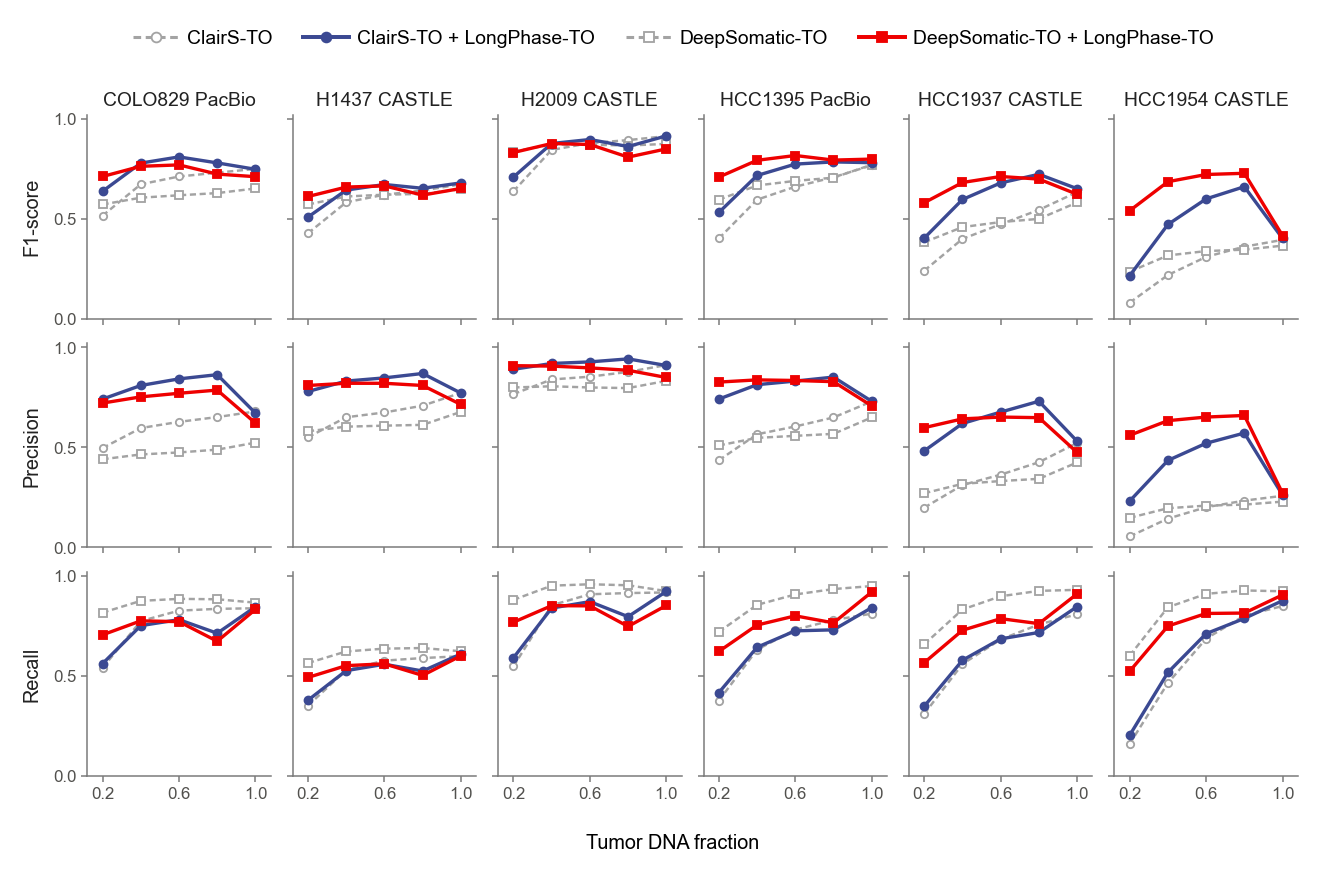 ClairS-TO ClairS-TO + LongPhase-TO DeepSomatic-TO DeepSomatic-TO + LongPhase-TO
COLO829 PacBio H1437 CASTLE H2009 CASTLE HCC1395 PacBio HCC1937 CASTLE HCC1954 CASTLE
1.0
F1-score
0.5
0.0
1.0
Precision
0.5
0.0
1.0
Recall
0.5
0.0
0.2 0.6 1.0 0.2 0.6 1.0 0.2 0.6 1.0 0.2 0.6 1.0 0.2 0.6 1.0 0.2 0.6 1.0
Tumor DNA fraction